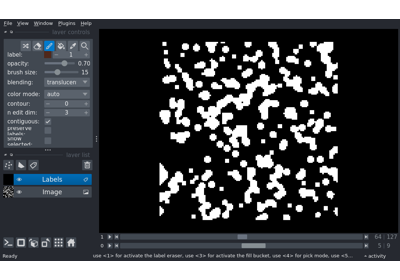 File View Window Plugins Help
layer controls
label: 1
opacity: 0.70
brush size: 15
blending: translucen
color mode: auto
contour: 0
n edit dim: 3
contiguous:
preserve labels:
show selected:
layer list
Labels
Image
1 64 127
0 5 9
Ready use <1> for activate the label eraser, use <3> for activate the fill bucket, use <4> for pick mode, use <5... activity